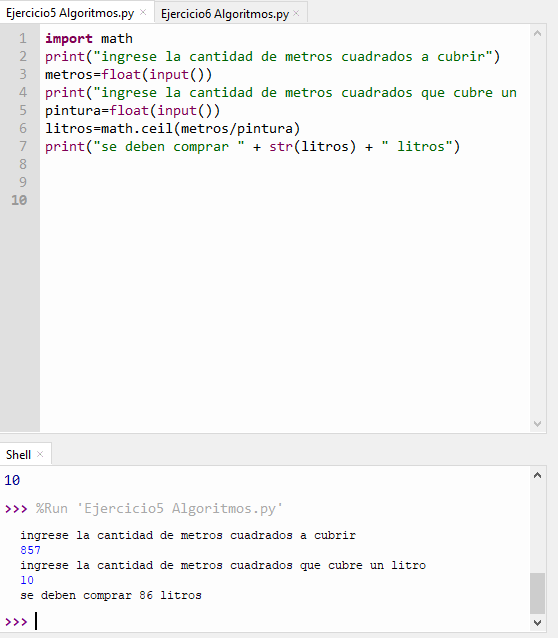 Ejercicio5 Algoritmos.py × Ejercicio6 Algoritmos.py ×
1 import math
2 print("ingrese la cantidad de metros cuadrados a cubrir")
3 metros=float(input())
4 print("ingrese la cantidad de metros cuadrados que cubre un
5 pintura=float(input())
6 litros=math.ceil(metros/pintura)
7 print("se deben comprar " + str(litros) + " litros")
8
9
10
Shell ×
10
>>> %Run 'Ejercicio5 Algoritmos.py'
ingrese la cantidad de metros cuadrados a cubrir
857
ingrese la cantidad de metros cuadrados que cubre un litro
10
se deben comprar 86 litros
>>>